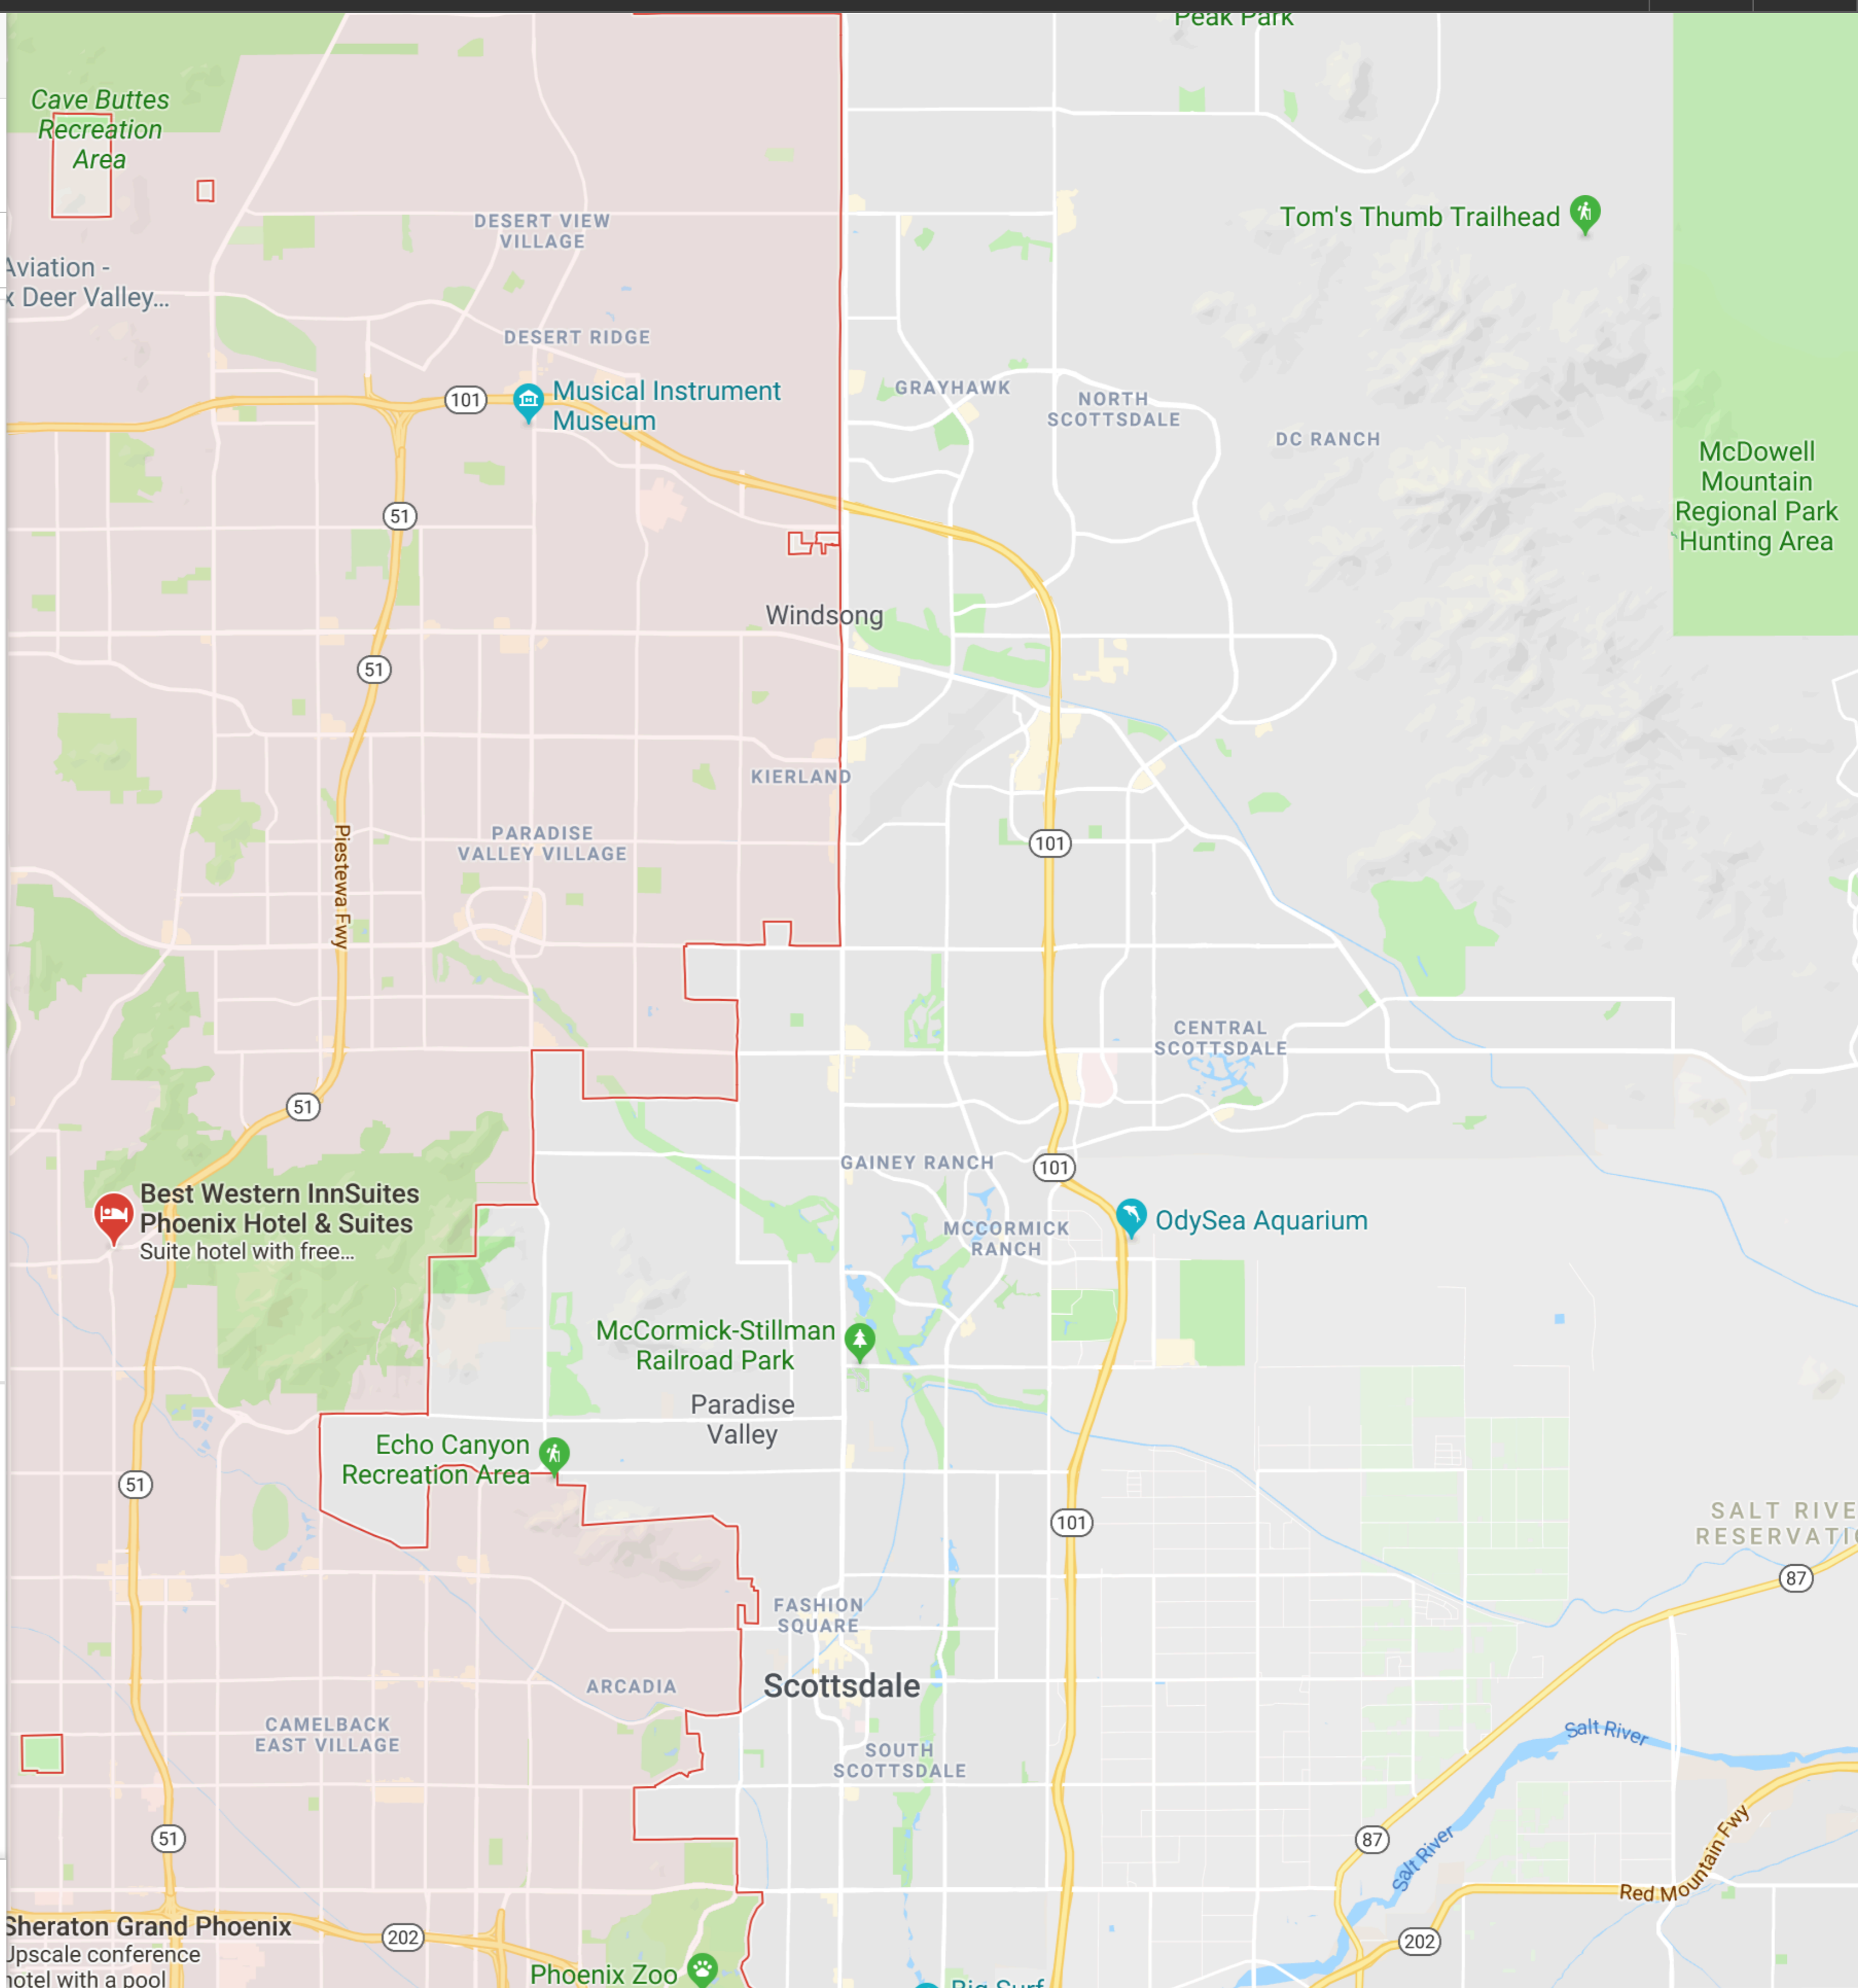 Peak Park
Cave Buttes
Recreation
Area
Tom's Thumb Trailhead
DESERT VIEW
VILLAGE
Aviation -
x Deer Valley...
DESERT RIDGE
Musical Instrument
Museum
101
GRAYHAWK
NORTH
SCOTTSDALE
DC RANCH
McDowell
Mountain
Regional Park
Hunting Area
51
Windsong
51
KIERLAND
PARADISE
VALLEY VILLAGE
Piestewa Fwy
101
CENTRAL
SCOTTSDALE
51
GAINEY RANCH
101
Best Western InnSuites
Phoenix Hotel & Suites
Suite hotel with free...
MCCORMICK
RANCH
OdySea Aquarium
McCormick-Stillman
Railroad Park
Paradise
Valley
Echo Canyon
Recreation Area
51
101
SALT RIVE
RESERVATIO
87
FASHION
SQUARE
ARCADIA
Scottsdale
CAMELBACK
EAST VILLAGE
SOUTH
SCOTTSDALE
Salt River
51
87
Salt River
Red Mountain Fwy
Sheraton Grand Phoenix
Upscale conference
hotel with a pool
202
202
Phoenix Zoo
Big Surf